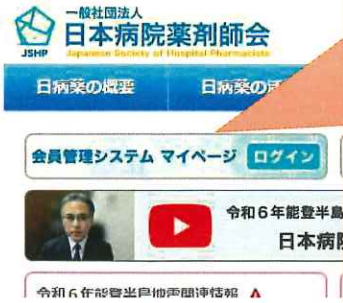 一般社団法人
日本病院薬剤師会
JSHP Japanese Society of Hospital Pharmacists
日病薬の概要 日病薬の
会員管理システム マイページ ログイン
令和6年能登半島
日本病
令和6年能登半島地震関連情報